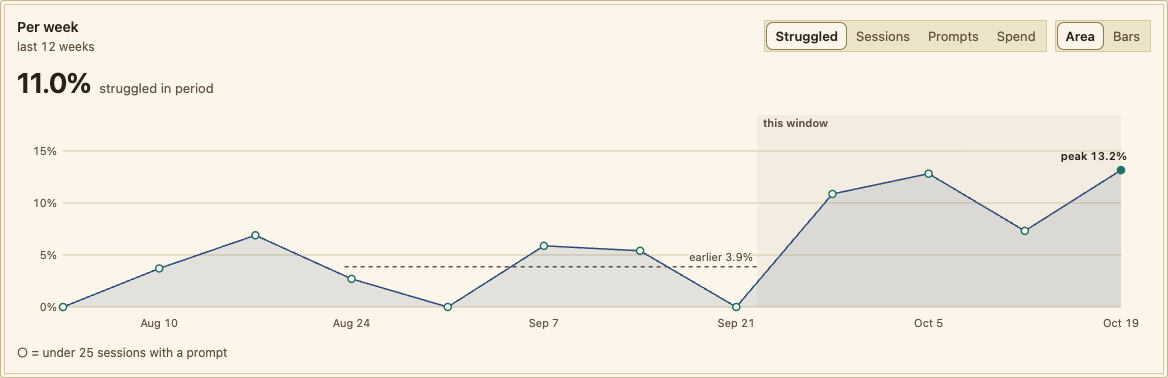 Per week
last 12 weeks
Struggled Sessions Prompts Spend Area Bars
11.0% struggled in period
this window
15%
peak 13.2%
10%
5%
earlier 3.9%
0%
Aug 10 Aug 24 Sep 7 Sep 21 Oct 5 Oct 19
O = under 25 sessions with a prompt